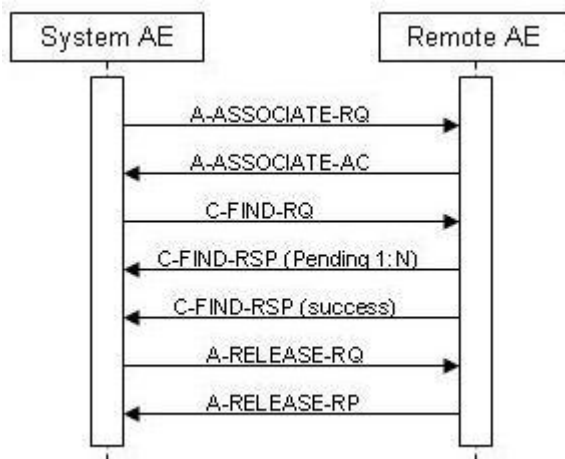 System AE
Remote AE
A-ASSOCIATE-RQ
A-ASSOCIATE-AC
C-FIND-RQ
C-FIND-RSP (Pending 1:N)
C-FIND-RSP (success)
A-RELEASE-RQ
A-RELEASE-RP